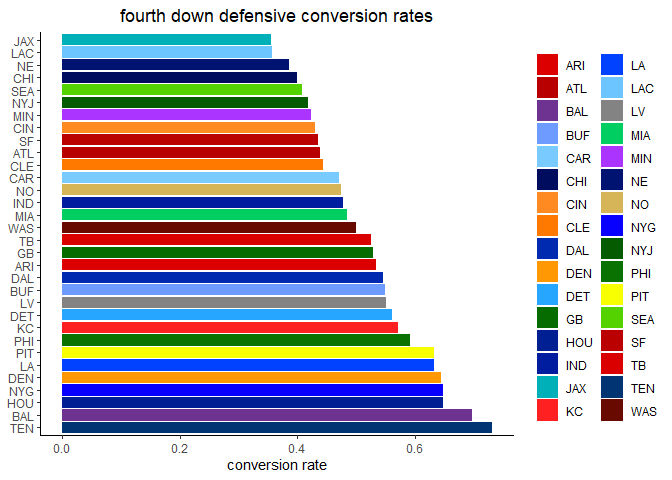 fourth down defensive conversion rates
JAX
LAC
NE
CHI
SEA
NYJ
MIN
CIN
SF
ATL
CLE
CAR
NO
IND
MIA
WAS
TB
GB
ARI
DAL
BUF
LV
DET
KC
PHI
PIT
LA
DEN
NYG
HOU
BAL
TEN
0.0 0.2 0.4 0.6
conversion rate
ARI LA
ATL LAC
BAL LV
BUF MIA
CAR MIN
CHI NE
CIN NO
CLE NYG
DAL NYJ
DEN PHI
DET PIT
GB SEA
HOU SF
IND TB
JAX TEN
KC WAS